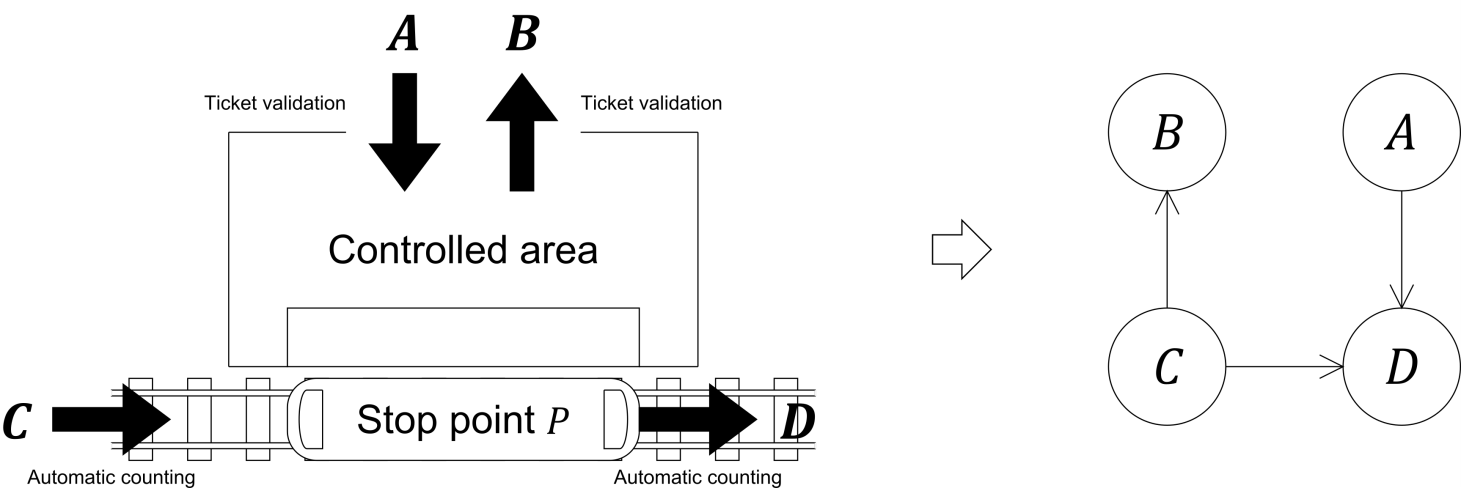 A B
Ticket validation Ticket validation
Controlled area
C Stop point P D
Automatic counting Automatic counting
B A
C D